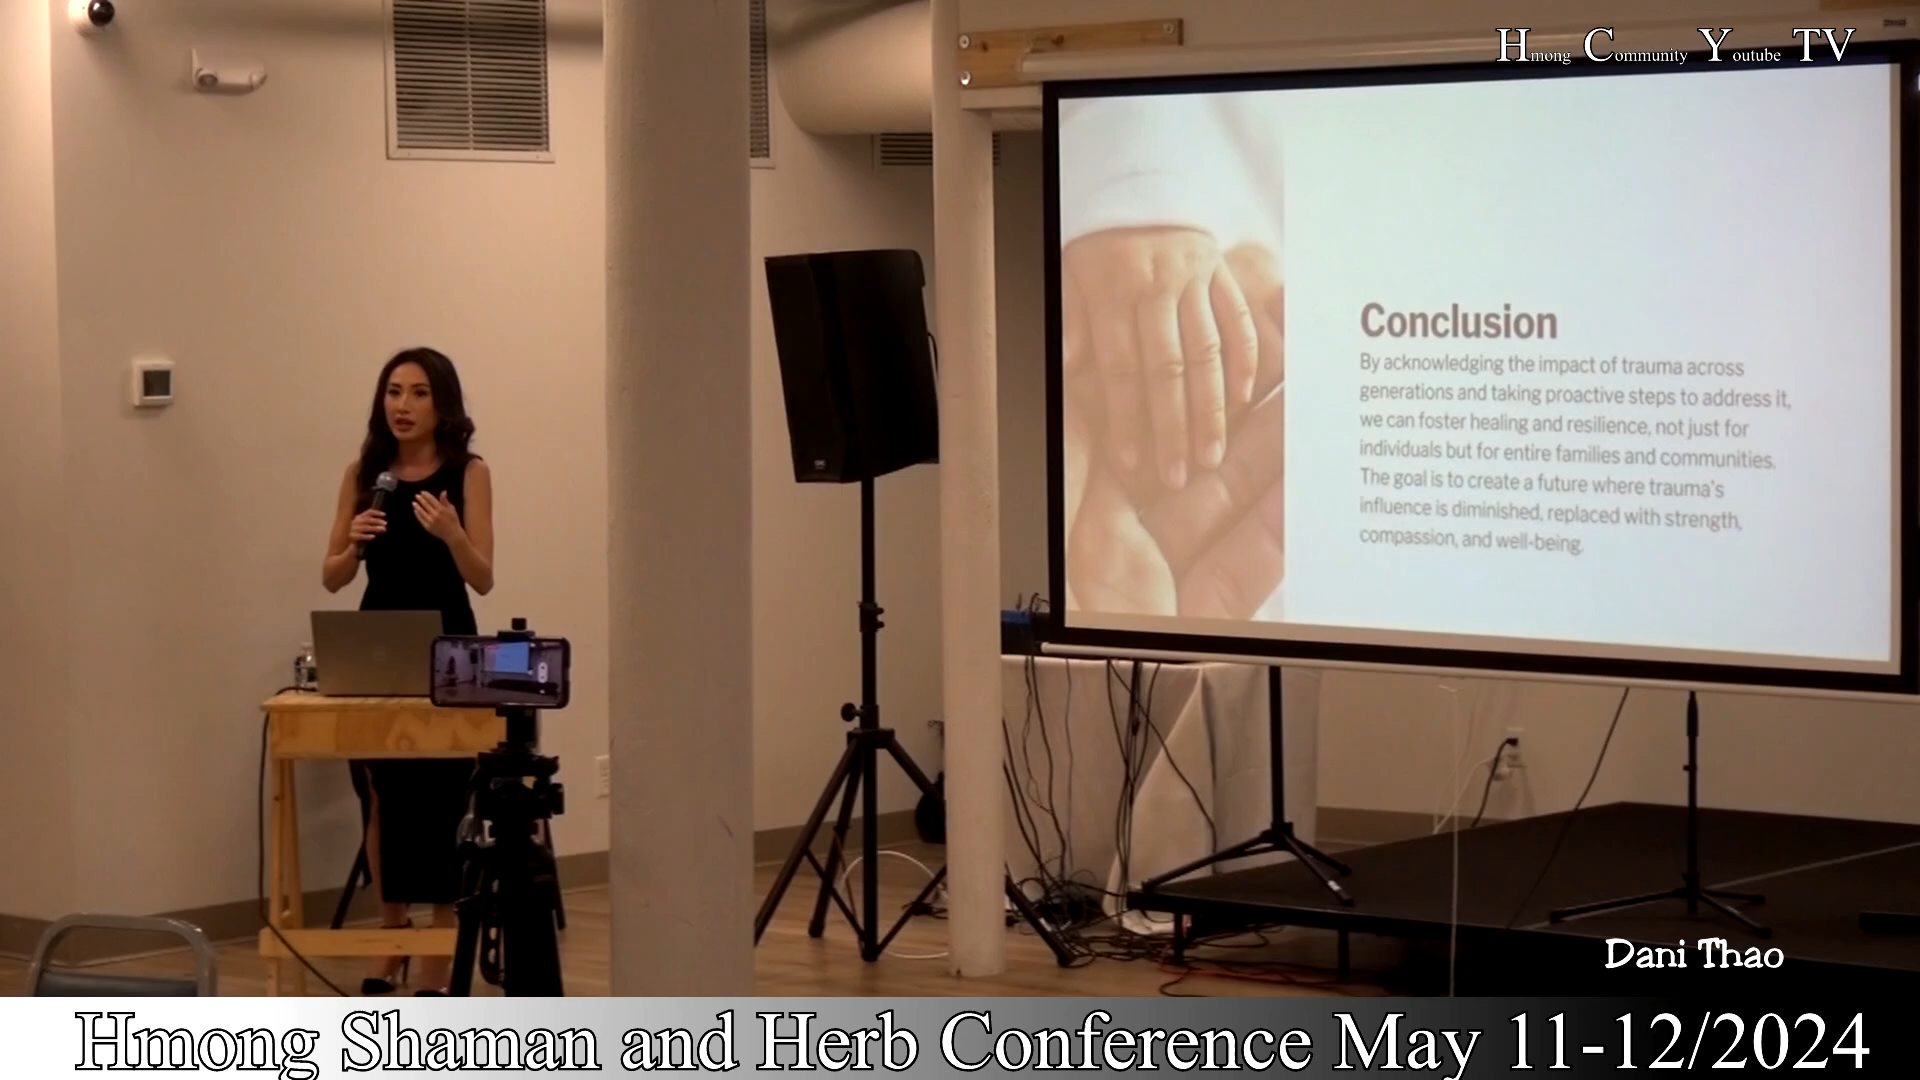 Hmong Community Youtube TV
Conclusion
By acknowledging the impact of trauma across
generations and taking proactive steps to address it,
we can foster healing and resilience, not just for
individuals but for entire families and communities.
The goal is to create a future where trauma's
influence is diminished, replaced with strength,
compassion, and well-being.
Dani Thao
Hmong Shaman and Herb Conference May 11-12/2024